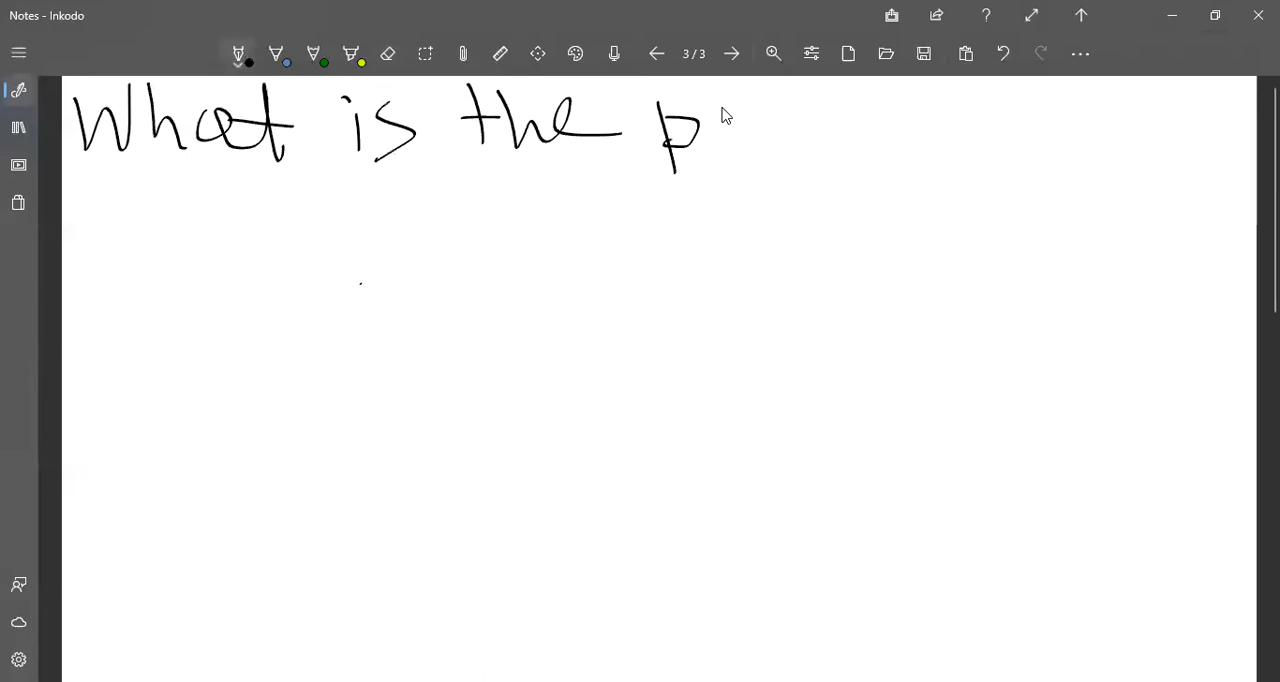 Notes - Inkodo
3/3
What is the p